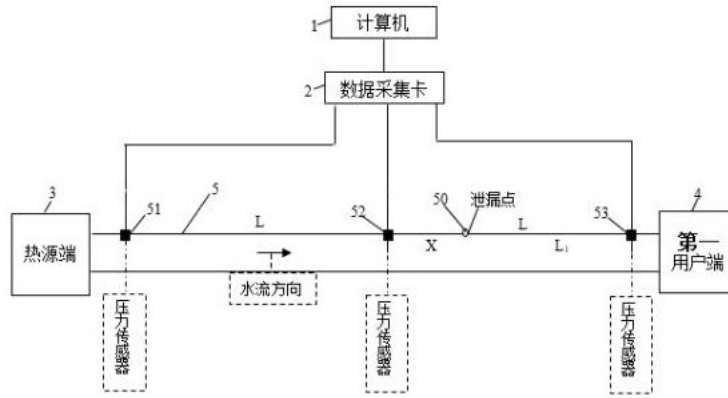 1
计算机
2
数据采集卡
3
热源端
51
5
L
52
50
泄漏点
X
L
L₁
53
4
第一
用户端
水流方向
压力传感器
压力传感器
压力传感器